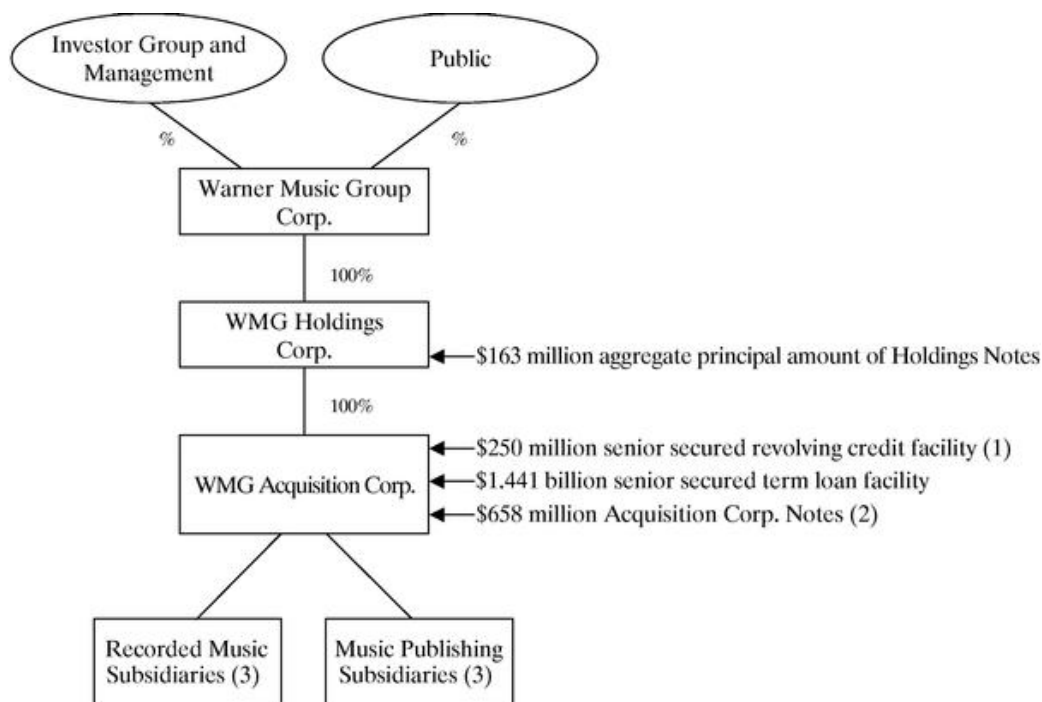 Investor Group and
Management
Public
%
%
Warner Music Group
Corp.
100%
WMG Holdings
Corp.
$163 million aggregate principal amount of Holdings Notes
100%
$250 million senior secured revolving credit facility (1)
WMG Acquisition Corp.
$1.441 billion senior secured term loan facility
$658 million Acquisition Corp. Notes (2)
Recorded Music
Subsidiaries (3)
Music Publishing
Subsidiaries (3)